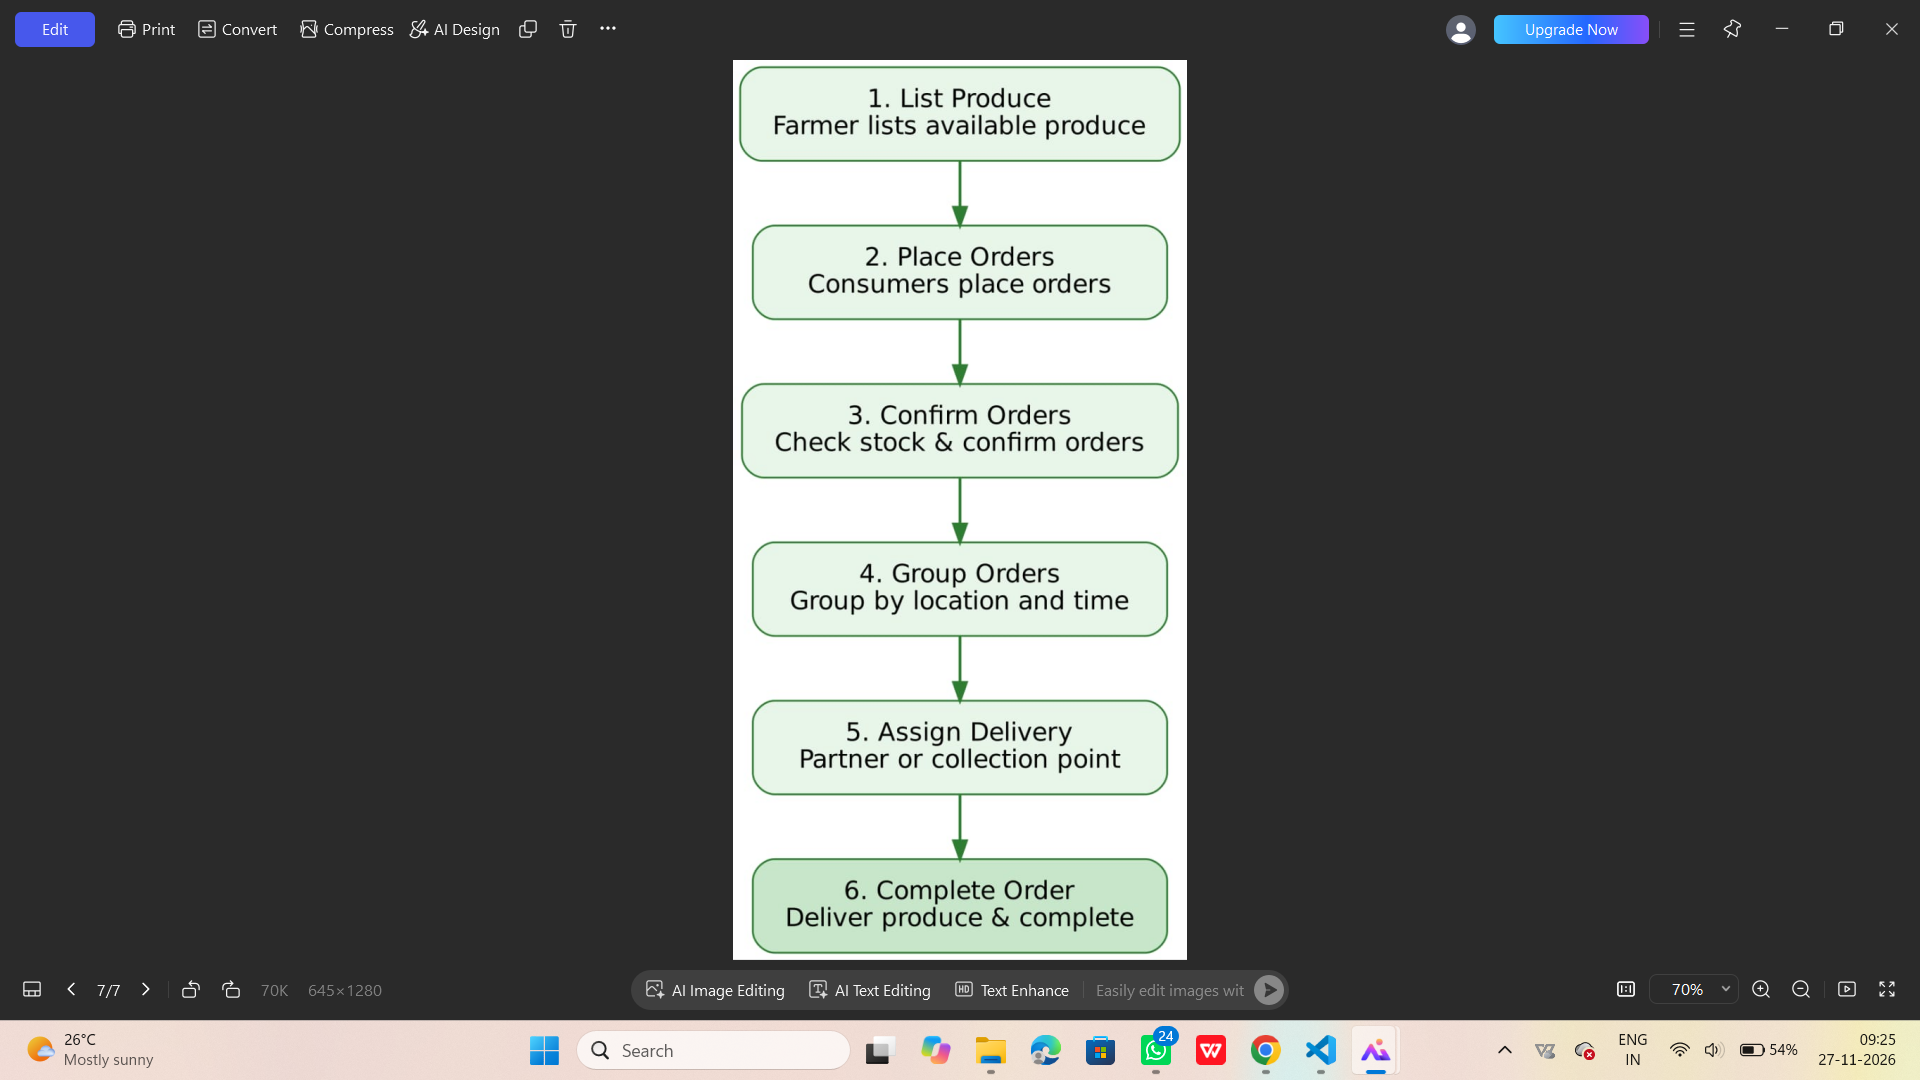 Edit
Print
Convert
Compress
AI Design
Upgrade Now
1. List Produce
Farmer lists available produce
2. Place Orders
Consumers place orders
3. Confirm Orders
Check stock & confirm orders
4. Group Orders
Group by location and time
5. Assign Delivery
Partner or collection point
6. Complete Order
Deliver produce & complete
7/7
70K
645×1280
AI Image Editing
AI Text Editing
HD
Text Enhance
Easily edit images wit
1:1
70%
26°C
Mostly sunny
Search
24
W
ENG
IN
54%
09:25
27-11-2026